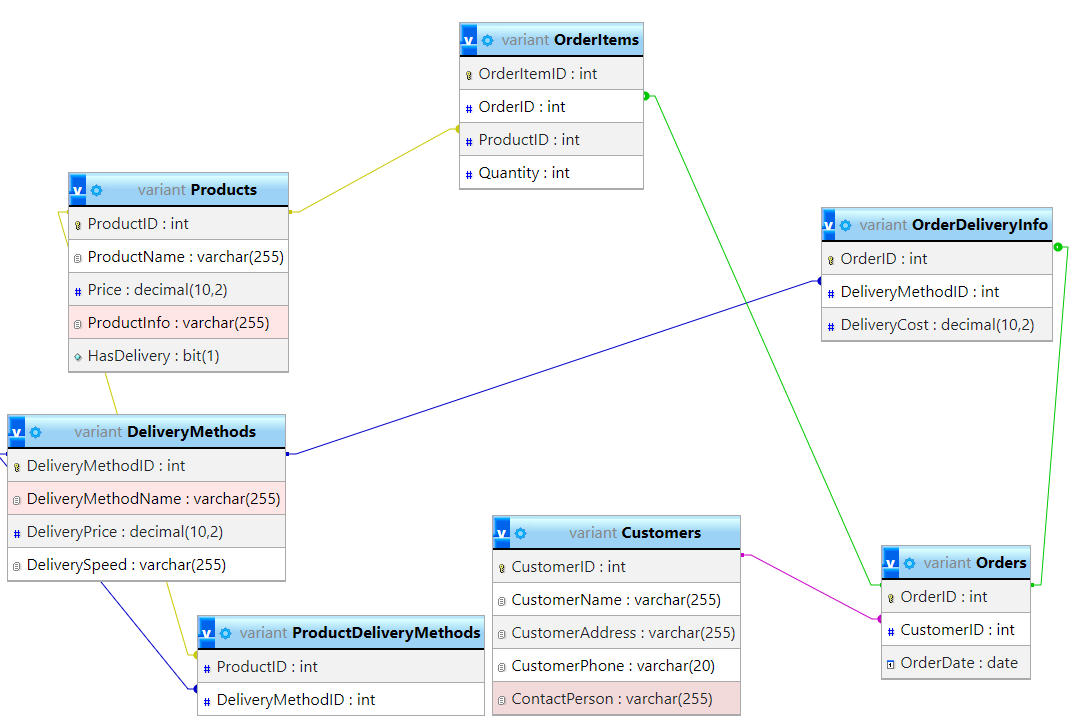 v variant OrderItems
OrderItemID : int
# OrderID : int
# ProductID : int
# Quantity : int
v variant Products
ProductID : int
ProductName : varchar(255)
# Price : decimal(10,2)
ProductInfo : varchar(255)
HasDelivery : bit(1)
v variant OrderDeliveryInfo
OrderID : int
# DeliveryMethodID : int
# DeliveryCost : decimal(10,2)
v variant DeliveryMethods
DeliveryMethodID : int
DeliveryMethodName : varchar(255)
# DeliveryPrice : decimal(10,2)
DeliverySpeed : varchar(255)
v variant Customers
CustomerID : int
CustomerName : varchar(255)
CustomerAddress : varchar(255)
CustomerPhone : varchar(20)
ContactPerson : varchar(255)
v variant Orders
OrderID : int
# CustomerID : int
OrderDate : date
v variant ProductDeliveryMethods
# ProductID : int
# DeliveryMethodID : int